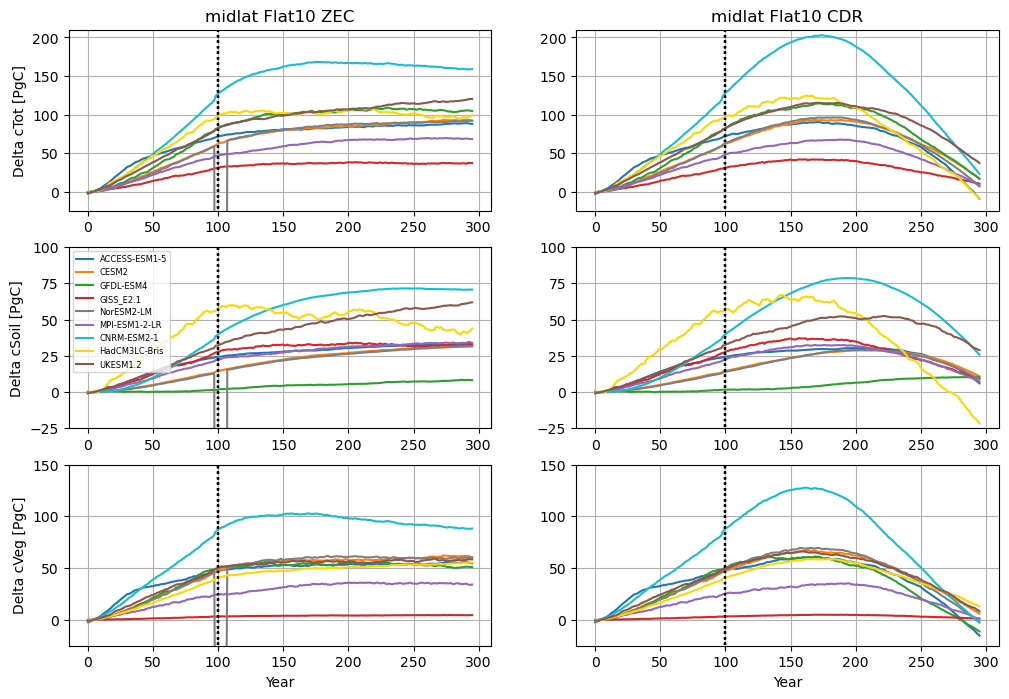 midlat Flat10 ZEC
midlat Flat10 CDR
Delta cTot [PgC]
200
150
100
50
0
0 50 100 150 200 250 300
200
150
100
50
0
0 50 100 150 200 250 300
Delta cSoil [PgC]
100
75
50
25
0
−25
ACCESS-ESM1-5
CESM2
GFDL-ESM4
GISS_E2.1
NorESM2-LM
MPI-ESM1-2-LR
CNRM-ESM2-1
HadCM3LC-Bris
UKESM1.2
0 50 100 150 200 250 300
100
75
50
25
0
−25
0 50 100 150 200 250 300
Delta cVeg [PgC]
150
100
50
0
0 50 100 150 200 250 300
Year
150
100
50
0
0 50 100 150 200 250 300
Year